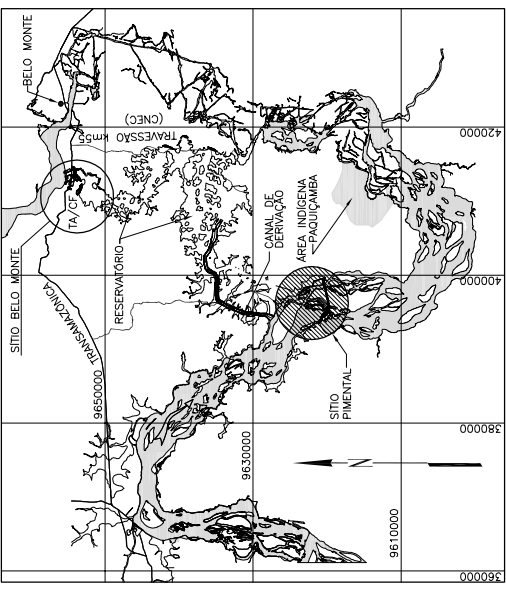 BELO MONTE
SÍTIO BELO MONTE
TA/CF
TRANSAMAZÔNICA
TRAVESSÃO km55
(CNEC)
RESERVATÓRIO
CANAL DE
DERIVAÇÃO
ÁREA INDÍGENA
PAQUIÇAMBA
SÍTIO
PIMENTAL
N
9650000
9630000
9610000
420000
400000
380000
360000